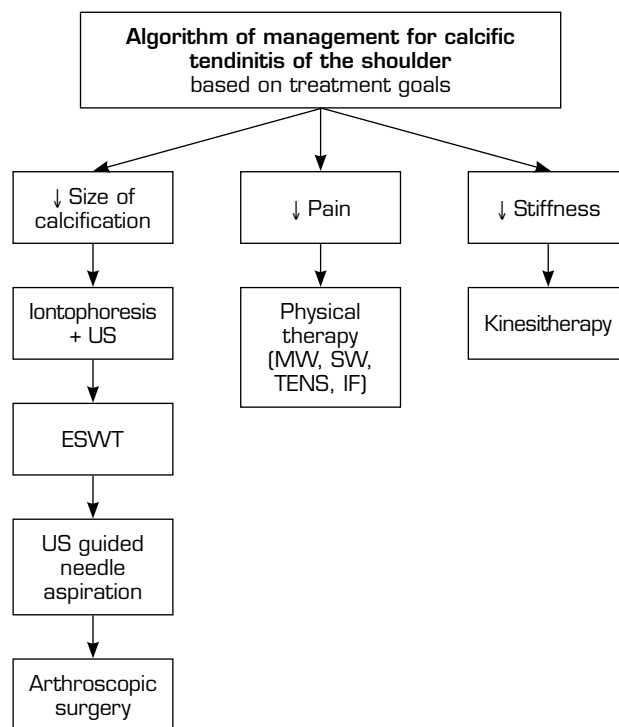 Algorithm of management for calcific
tendinitis of the shoulder
based on treatment goals
↓ Size of
calcification
↓ Pain
↓ Stiffness
Iontophoresis
+ US
Physical
therapy
(MW, SW,
TENS, IF)
Kinesitherapy
ESWT
US guided
needle
aspiration
Arthroscopic
surgery